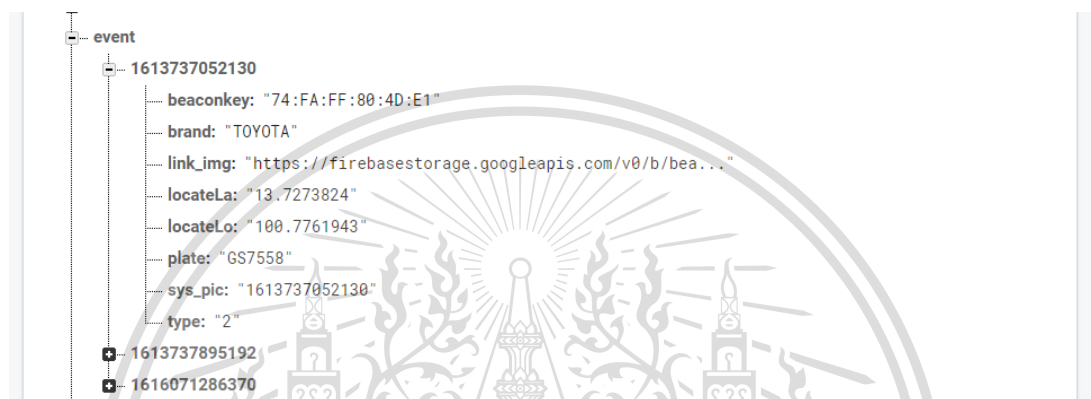 event
1613737052130
beaconkey: "74:FA:FF:80:4D:E1"
brand: "TOYOTA"
link_img: "https://firebasestorage.googleapis.com/v0/b/bea..."
locateLa: "13.7273824"
locateLo: "100.7761943"
plate: "GS7558"
sys_pic: "1613737052130"
type: "2"
1613737895192
1616071286370